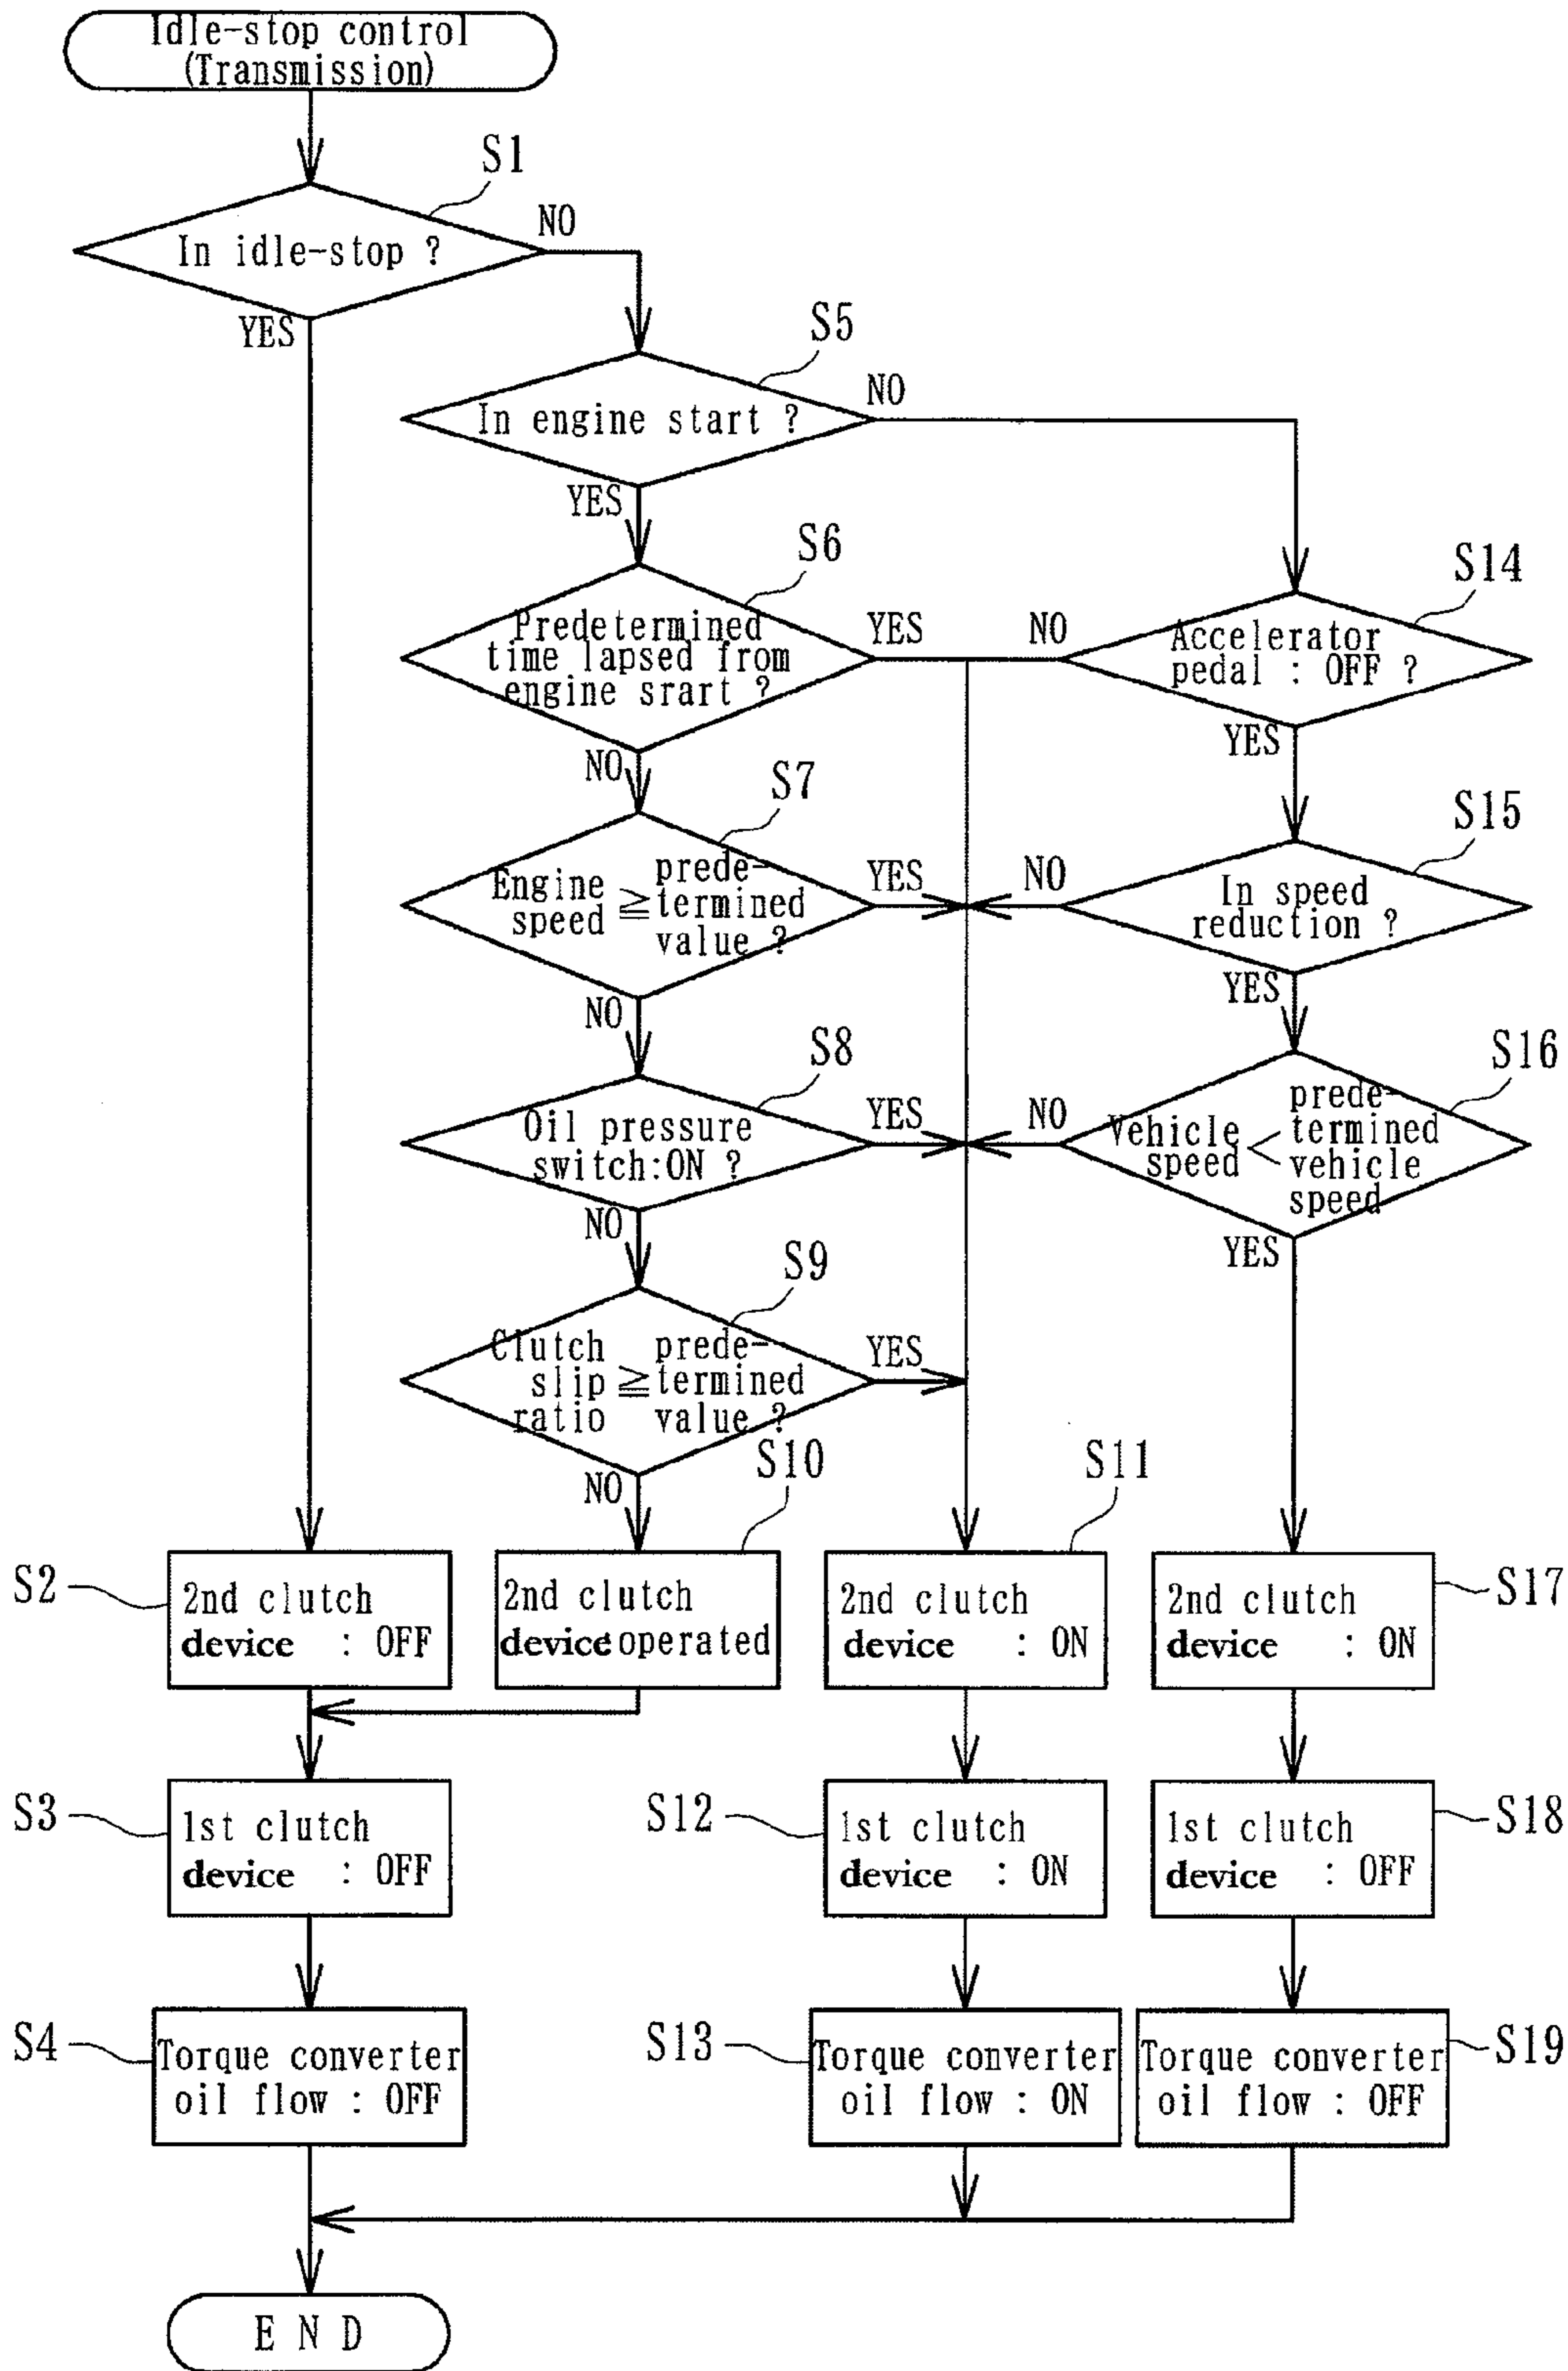 Idle-stop control
(Transmission)
S1
In idle-stop ?
NO
YES
S5
In engine start ?
NO
YES
S6
Predetermined
time lapsed from
engine srart ?
YES
NO
S14
Accelerator
pedal : OFF ?
NO
YES
S7
Engine speed ≧ prede-
termined
value ?
YES
NO
S15
In speed
reduction ?
NO
YES
S8
Oil pressure
switch:ON ?
YES
NO
S16
Vehicle speed < prede-
termined
vehicle
speed
NO
YES
S9
Clutch slip ratio ≧ prede-
termined
value ?
YES
NO
S10
S11
S2
2nd clutch
device : OFF
2nd clutch
device:operated
2nd clutch
device : ON
2nd clutch
device : ON
S17
S3
1st clutch
device : OFF
S12
1st clutch
device : ON
1st clutch
device : OFF
S18
S4
Torque converter
oil flow : OFF
S13
Torque converter
oil flow : ON
Torque converter
oil flow : OFF
S19
END